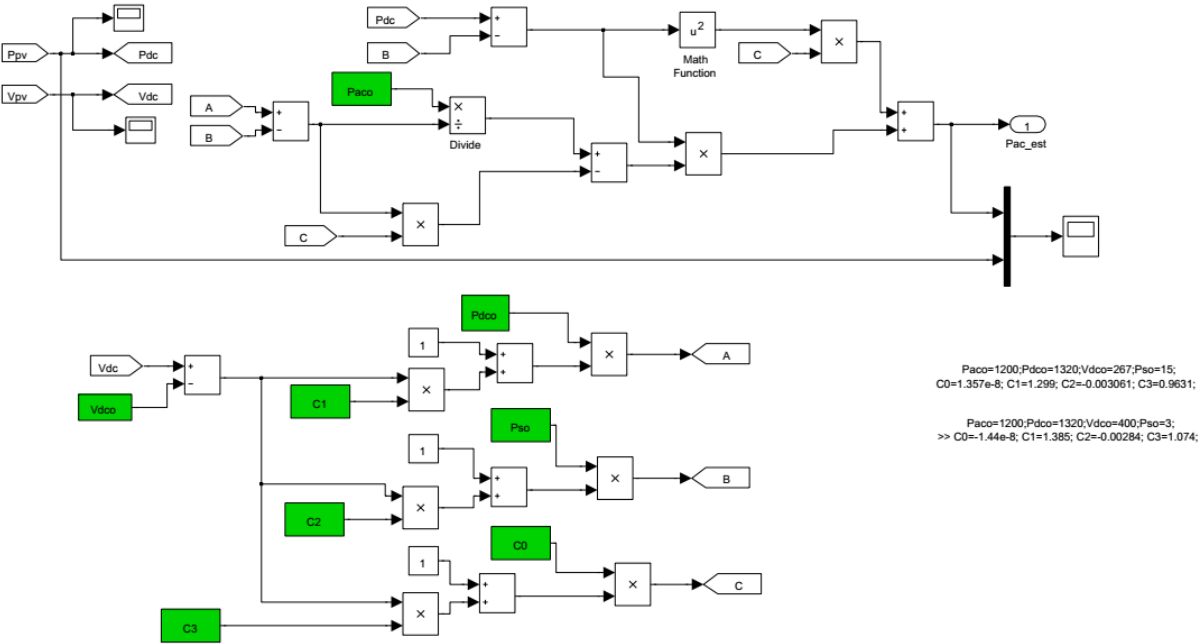 Ppv
Pdc
Vpv
Vdc
A
B
Paco
×
÷
Divide
C
×
+
−
+
−
Pdc
B
+
−
u²
Math
Function
C
×
×
+
+
1
Pac_est
Vdc
Vdco
+
−
Pdco
1
+
+
C1
×
×
A
Pso
1
+
+
C2
×
×
B
C0
1
+
+
C3
×
×
C
Paco=1200;Pdco=1320;Vdco=267;Pso=15;
C0=1.357e-8; C1=1.299; C2=-0.003061; C3=0.9631;
Paco=1200;Pdco=1320;Vdco=400;Pso=3;
>> C0=-1.44e-8; C1=1.385; C2=-0.00284; C3=1.074;